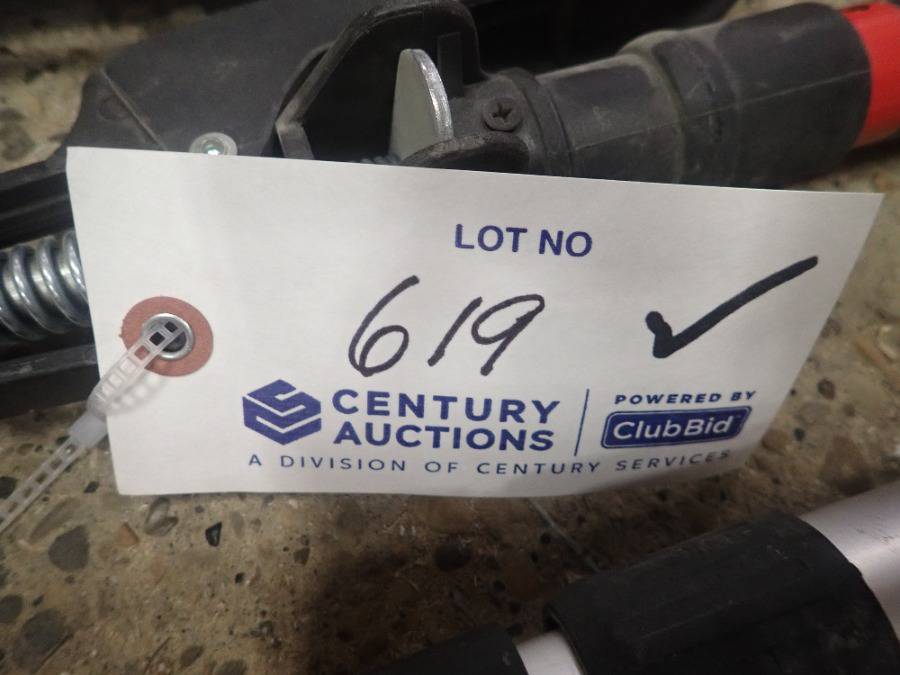 LOT NO
619 ✓
CENTURY
AUCTIONS
POWERED BY
ClubBid
A DIVISION OF CENTURY SERVICES